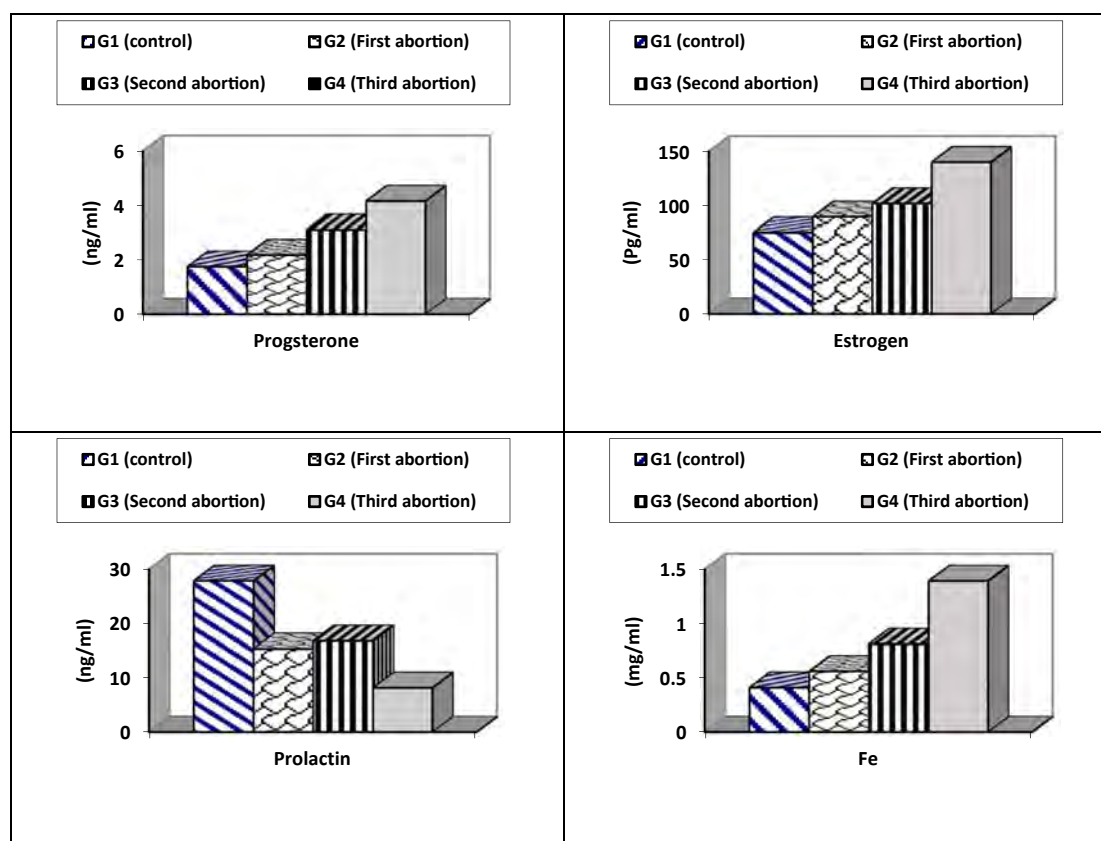 G1 (control) G2 (First abortion)
G3 (Second abortion) G4 (Third abortion)
6
4
2
0
(ng/ml)
Progsterone
G1 (control) G2 (First abortion)
G3 (Second abortion) G4 (Third abortion)
150
100
50
0
(Pg/ml)
Estrogen
G1 (control) G2 (First abortion)
G3 (Second abortion) G4 (Third abortion)
30
20
10
0
(ng/ml)
Prolactin
G1 (control) G2 (First abortion)
G3 (Second abortion) G4 (Third abortion)
1.5
1
0.5
0
(mg/ml)
Fe